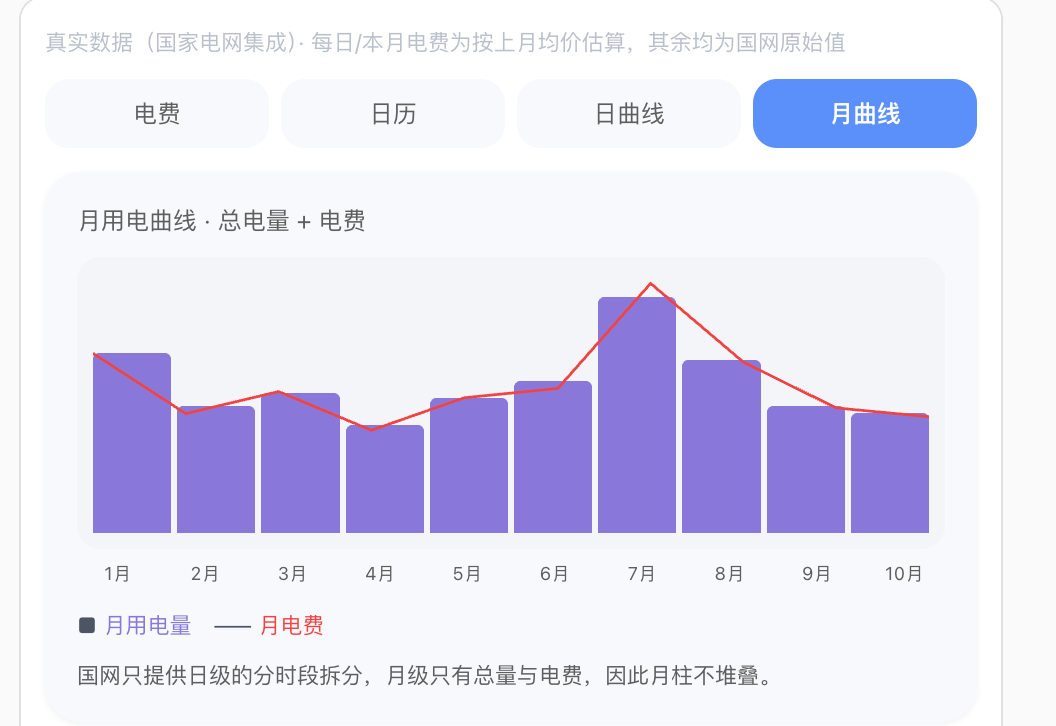 真实数据（国家电网集成）· 每日/本月电费为按上月均价估算，其余均为国网原始值
电费 日历 日曲线 月曲线
月用电曲线 · 总电量 + 电费
1月 2月 3月 4月 5月 6月 7月 8月 9月 10月
月用电量 月电费
国网只提供日级的分时段拆分，月级只有总量与电费，因此月柱不堆叠。